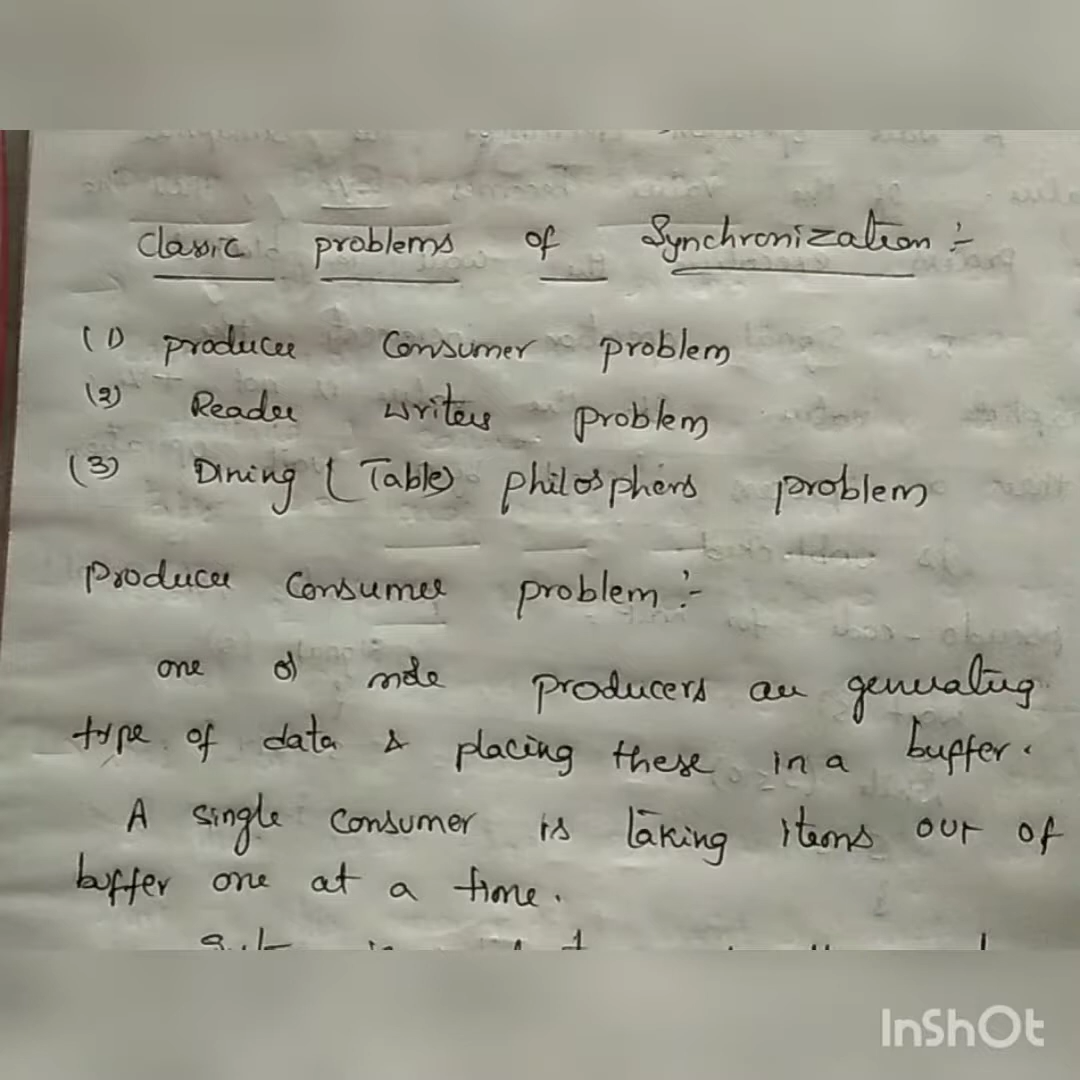 Classic problems of Synchronization :-
(1) producer Consumer problem
(2) Reader writers problem
(3) Dining (Table) philosphers problem
Producer Consumer problem :-
one or more producers are generating
type of data & placing these in a buffer.
A single consumer is taking items out of
buffer one at a time.
InShOt